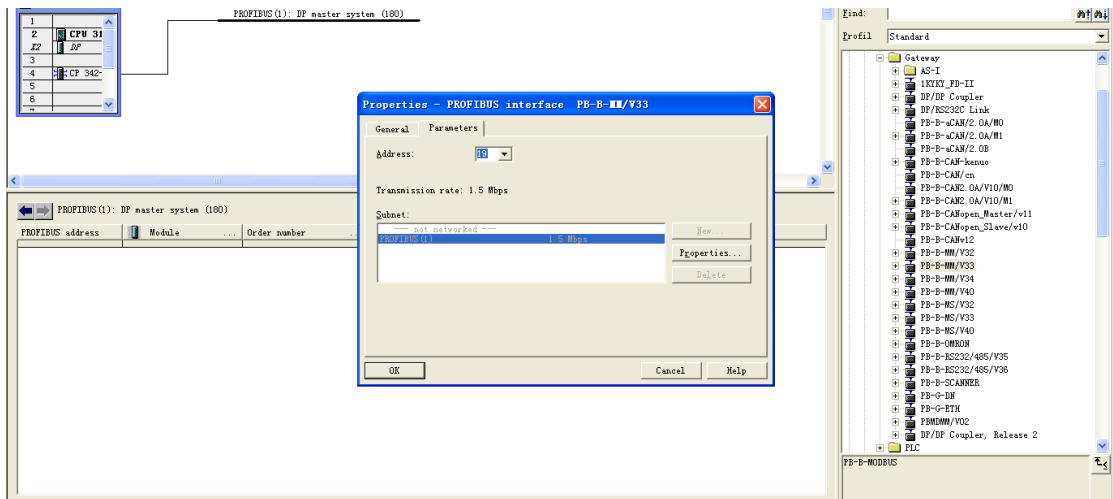 PROFIBUS(1): DP master system (180)
1
2 CPU 31
X2 DP
3
4 CP 342-
5
6
Properties - PROFIBUS interface PB-B-MM/V33
General Parameters
Address: 19
Transmission rate: 1.5 Mbps
Subnet:
--- not networked ---
PROFIBUS(1) 1.5 Mbps
New...
Properties...
Delete
OK Cancel Help
PROFIBUS(1): DP master system (180)
PROFIBUS address Module ... Order number
Find:
Profil Standard
Gateway
AS-I
1KYKY_FD-II
DP/DP Coupler
DP/RS232C Link
PB-B-aCAN/2.0A/M0
PB-B-aCAN/2.0A/M1
PB-B-aCAN/2.0B
PB-B-CAN-kenuo
PB-B-CAN/cn
PB-B-CAN2.0A/V10/M0
PB-B-CAN2.0A/V10/M1
PB-B-CANopen_Master/v11
PB-B-CANopen_Slave/v10
PB-B-CANv12
PB-B-MM/V32
PB-B-MM/V33
PB-B-MM/V34
PB-B-MM/V40
PB-B-MS/V32
PB-B-MS/V33
PB-B-MS/V40
PB-B-OMRON
PB-B-RS232/485/V35
PB-B-RS232/485/V36
PB-B-SCANNER
PB-G-DN
PB-G-ETH
PBMDMM/V02
DP/DP Coupler, Release 2
PLC
PB-B-MODBUS